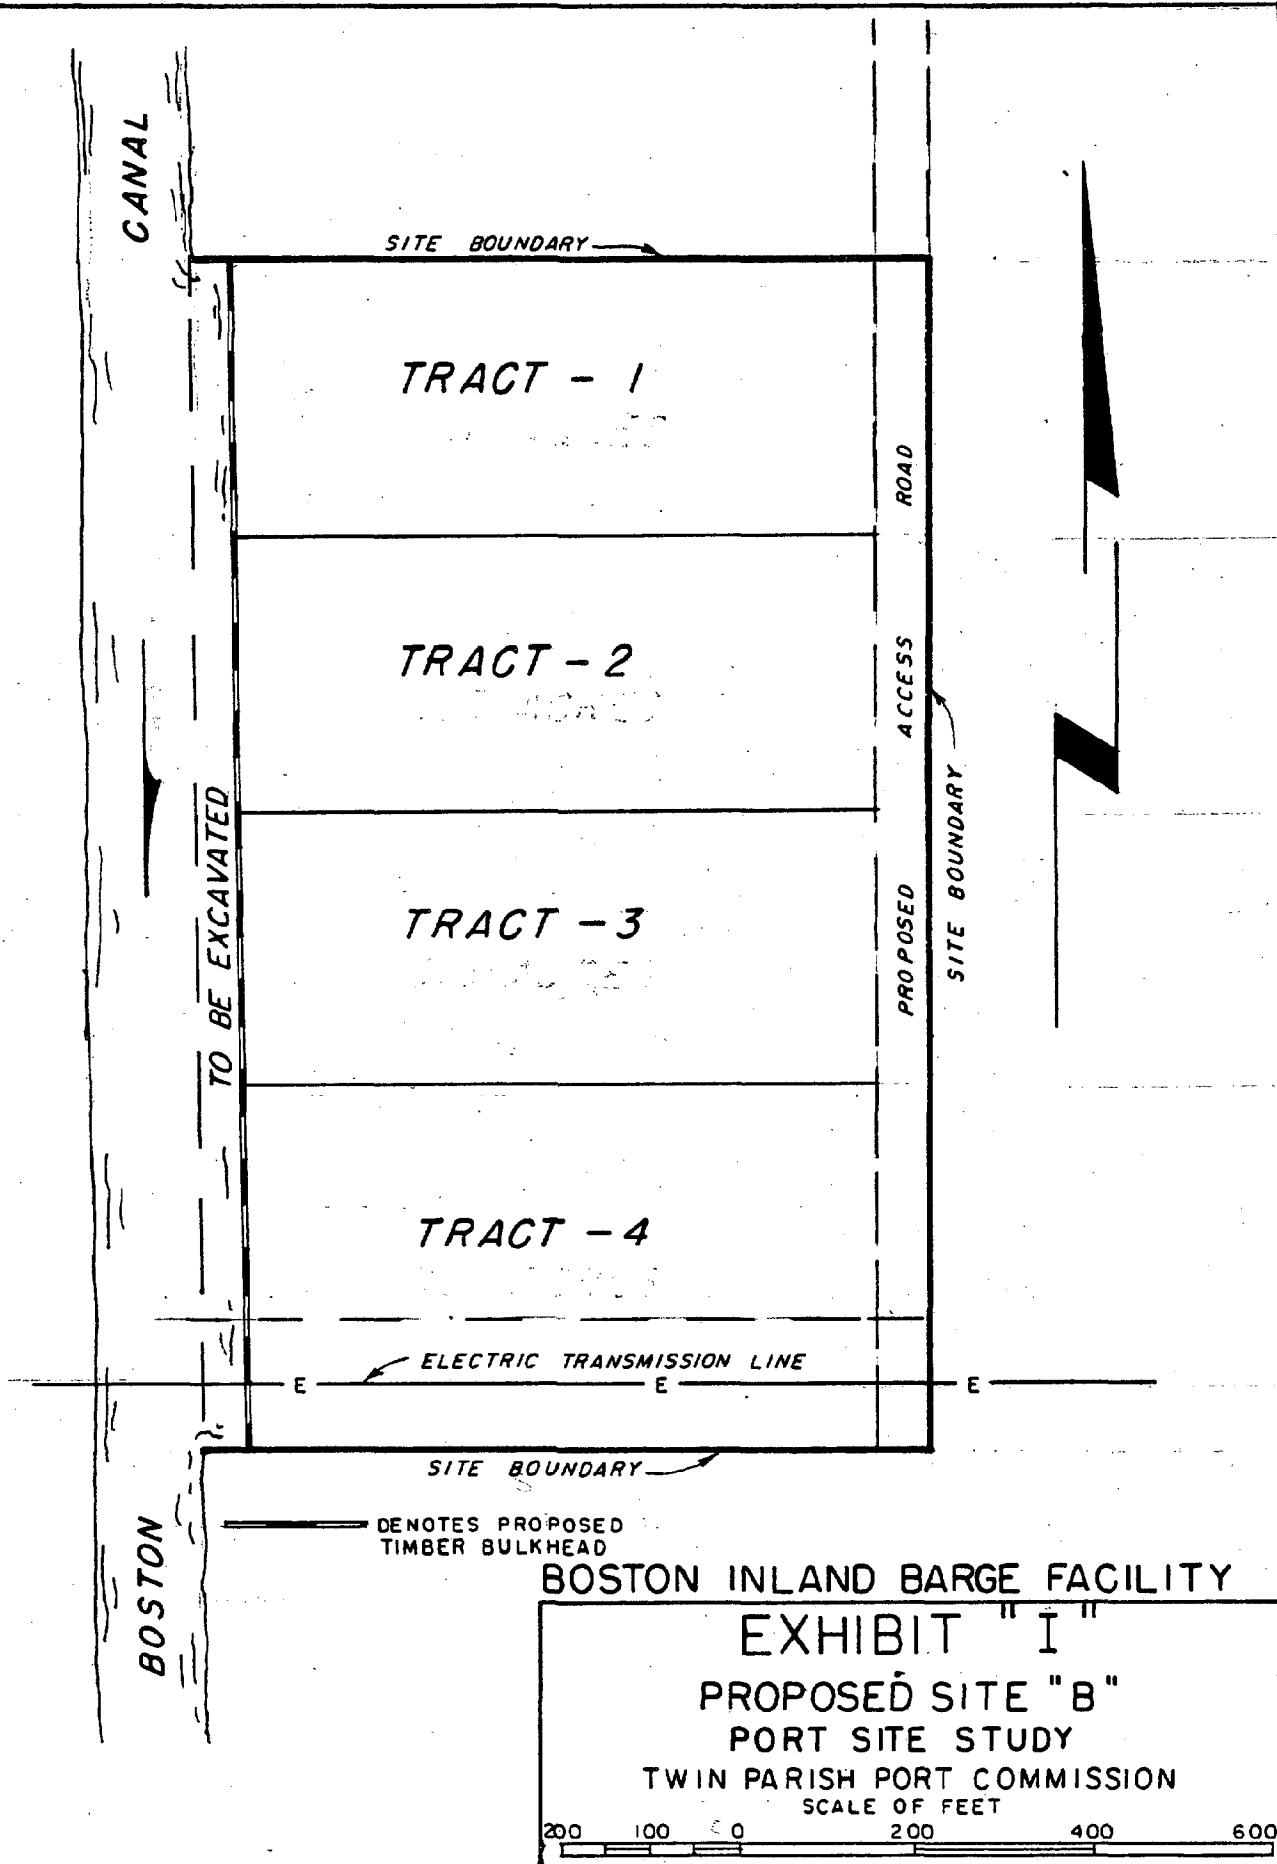 CANAL
SITE BOUNDARY
TRACT - 1
TRACT - 2
TRACT - 3
TRACT - 4
TO BE EXCAVATED
PROPOSED ACCESS ROAD
SITE BOUNDARY
ELECTRIC TRANSMISSION LINE
E E E
SITE BOUNDARY
BOSTON
DENOTES PROPOSED
TIMBER BULKHEAD
BOSTON INLAND BARGE FACILITY
EXHIBIT "I"
PROPOSED SITE "B"
PORT SITE STUDY
TWIN PARISH PORT COMMISSION
SCALE OF FEET
200 100 0 200 400 600